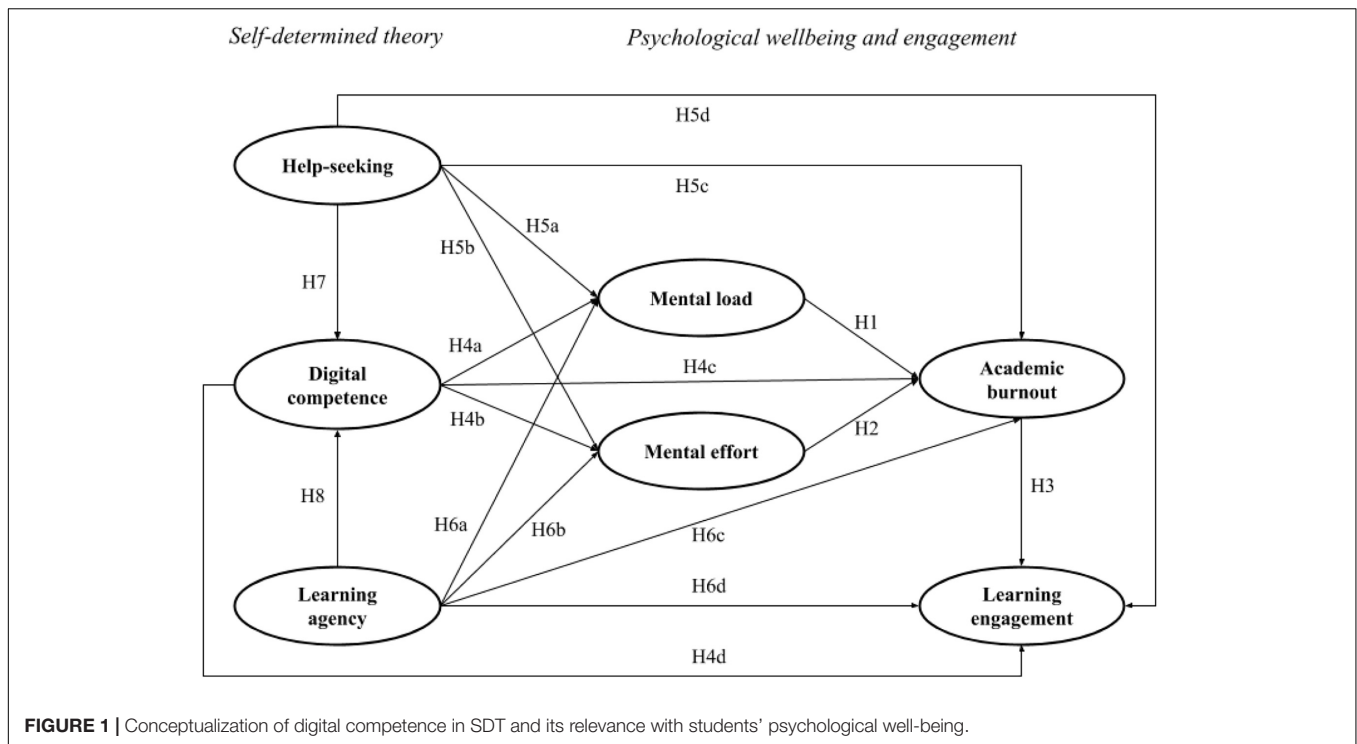 Self-determined theory
Psychological wellbeing and engagement
H5d
Help-seeking
H5c
H5a
H5b
H7
Mental load
H1
H4a
Digital
competence
H4c
Academic
burnout
H4b
H2
Mental effort
H8
H3
H6a
H6b
H6c
Learning
agency
H6d
Learning
engagement
H4d
FIGURE 1 | Conceptualization of digital competence in SDT and its relevance with students’ psychological well-being.